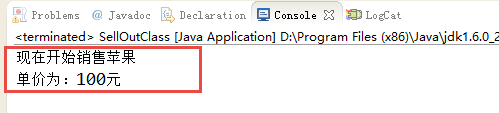 Problems @ Javadoc Declaration Console LogCat
<terminated> SellOutClass [Java Application] D:\Program Files (x86)\Java\jdk1.6.0_2
现在开始销售苹果
单价为：100元